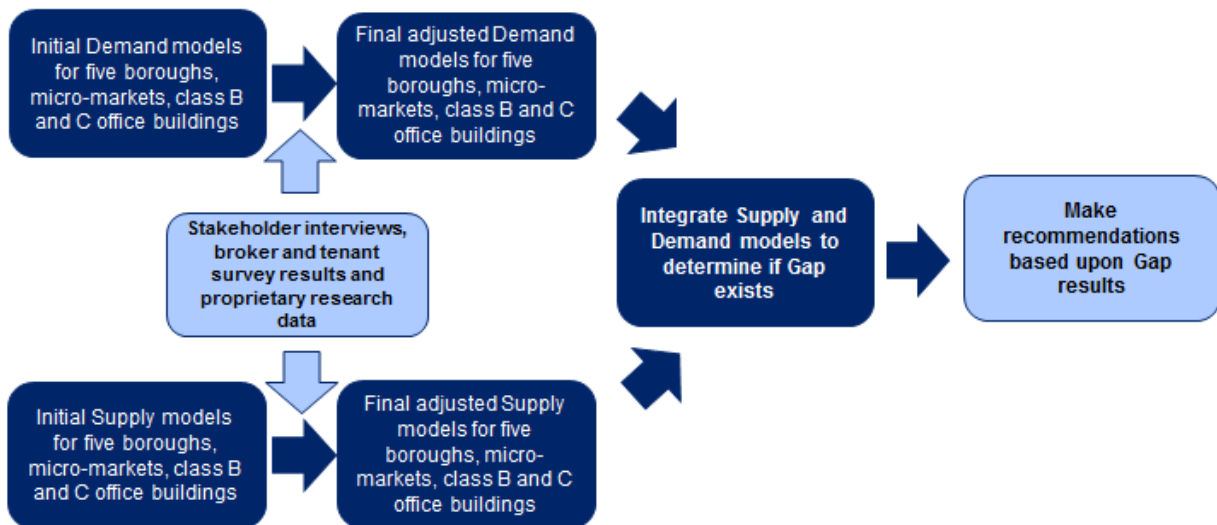 Initial Demand models
for five boroughs,
micro-markets, class B
and C office buildings
Final adjusted Demand
models for five
boroughs, micro-
markets, class B and C
office buildings
Stakeholder interviews,
broker and tenant
survey results and
proprietary research
data
Integrate Supply and
Demand models to
determine if Gap
exists
Make
recommendations
based upon Gap
results
Initial Supply models
for five boroughs,
micro-markets, class B
and C office buildings
Final adjusted Supply
models for five
boroughs, micro-
markets, class B and C
office buildings